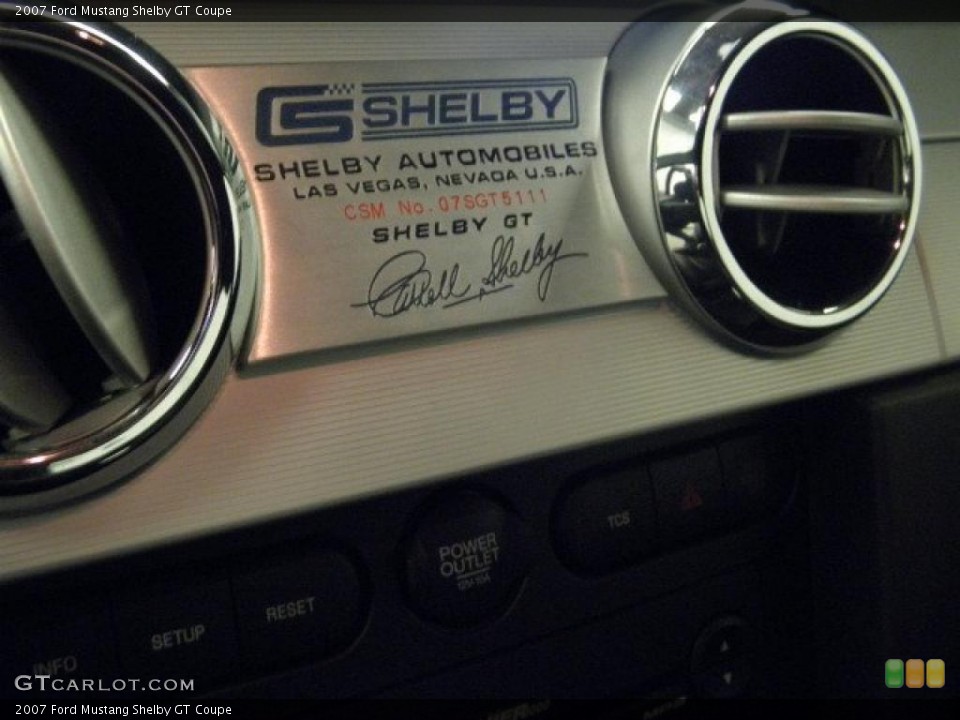 2007 Ford Mustang Shelby GT Coupe
CS SHELBY
SHELBY AUTOMOBILES
LAS VEGAS, NEVADA U.S.A.
CSM No. 07SGT5111
SHELBY GT
Carroll Shelby
TCS
POWER
OUTLET
RESET
SETUP
INFO
GTCARLOT.COM
2007 Ford Mustang Shelby GT Coupe